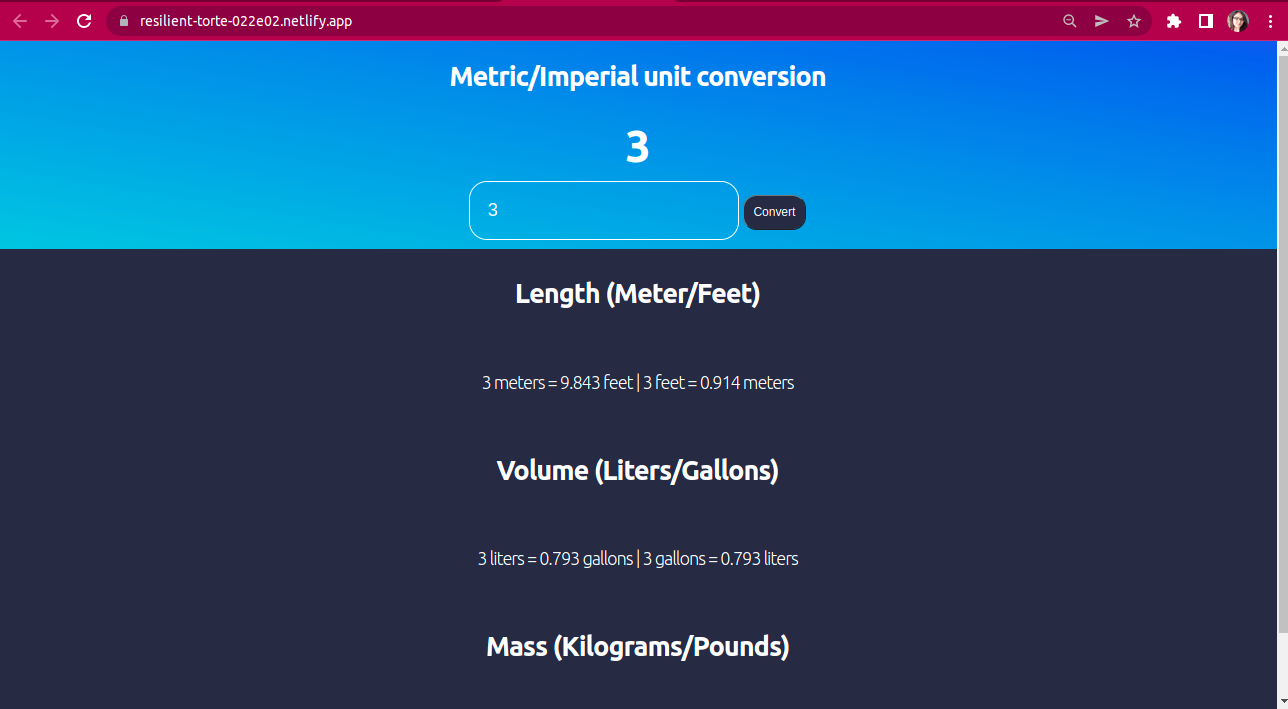 resilient-torte-022e02.netlify.app
Metric/Imperial unit conversion
3
3
Convert
Length (Meter/Feet)
3 meters = 9.843 feet | 3 feet = 0.914 meters
Volume (Liters/Gallons)
3 liters = 0.793 gallons | 3 gallons = 0.793 liters
Mass (Kilograms/Pounds)